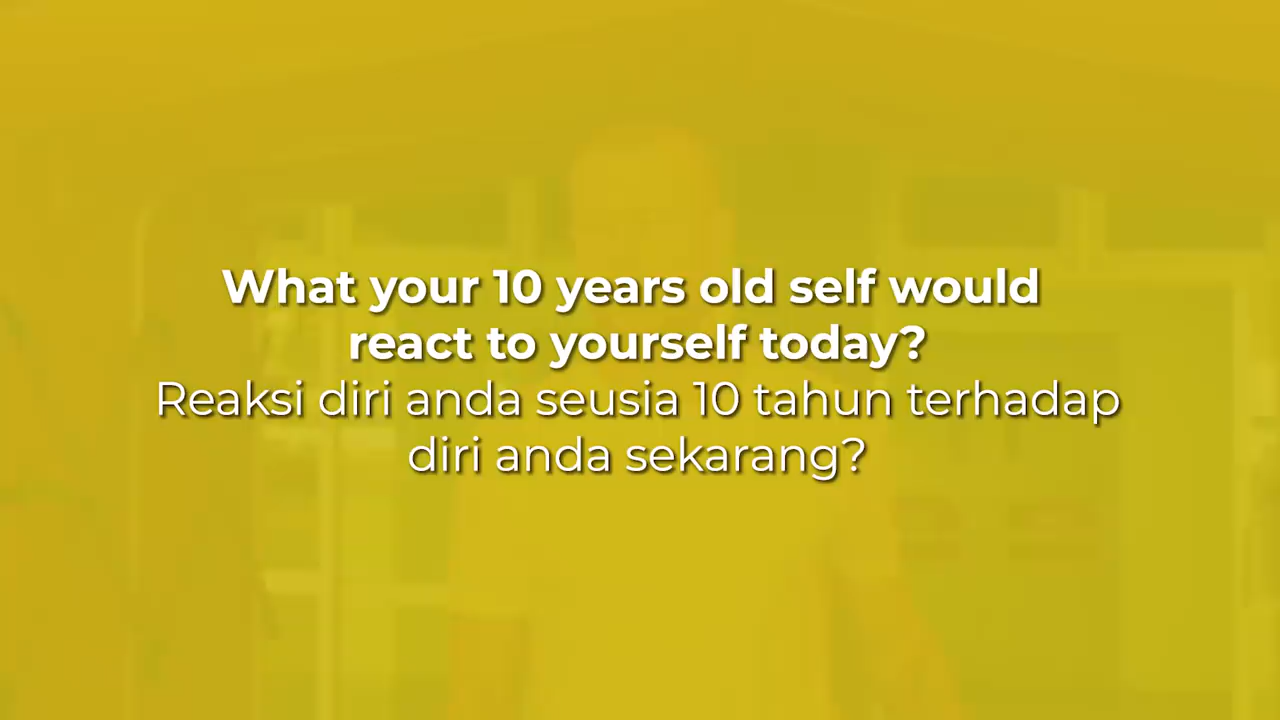 What your 10 years old self would
react to yourself today?
Reaksi diri anda seusia 10 tahun terhadap
diri anda sekarang?